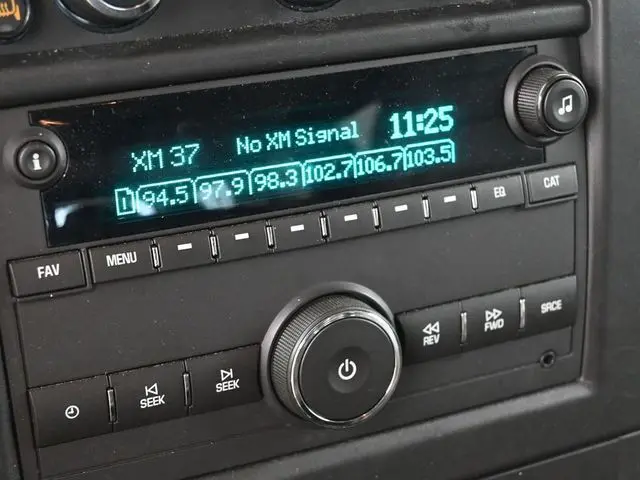 XM 37 No XM Signal 11:25
1 94.5 97.9 98.3 102.7 106.7 103.5
FAV MENU EQ CAT
REV FWD SRCE
SEEK SEEK